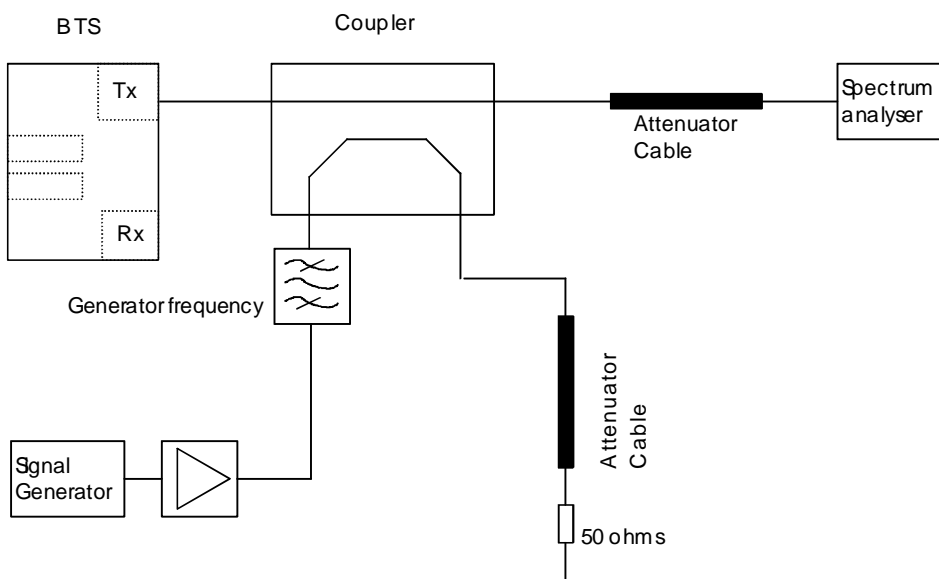 BTS
Coupler
Tx
Spectrum
analyser
Attenuator
Cable
Rx
Generator frequency
Attenuator
Cable
Signal
Generator
50 ohms